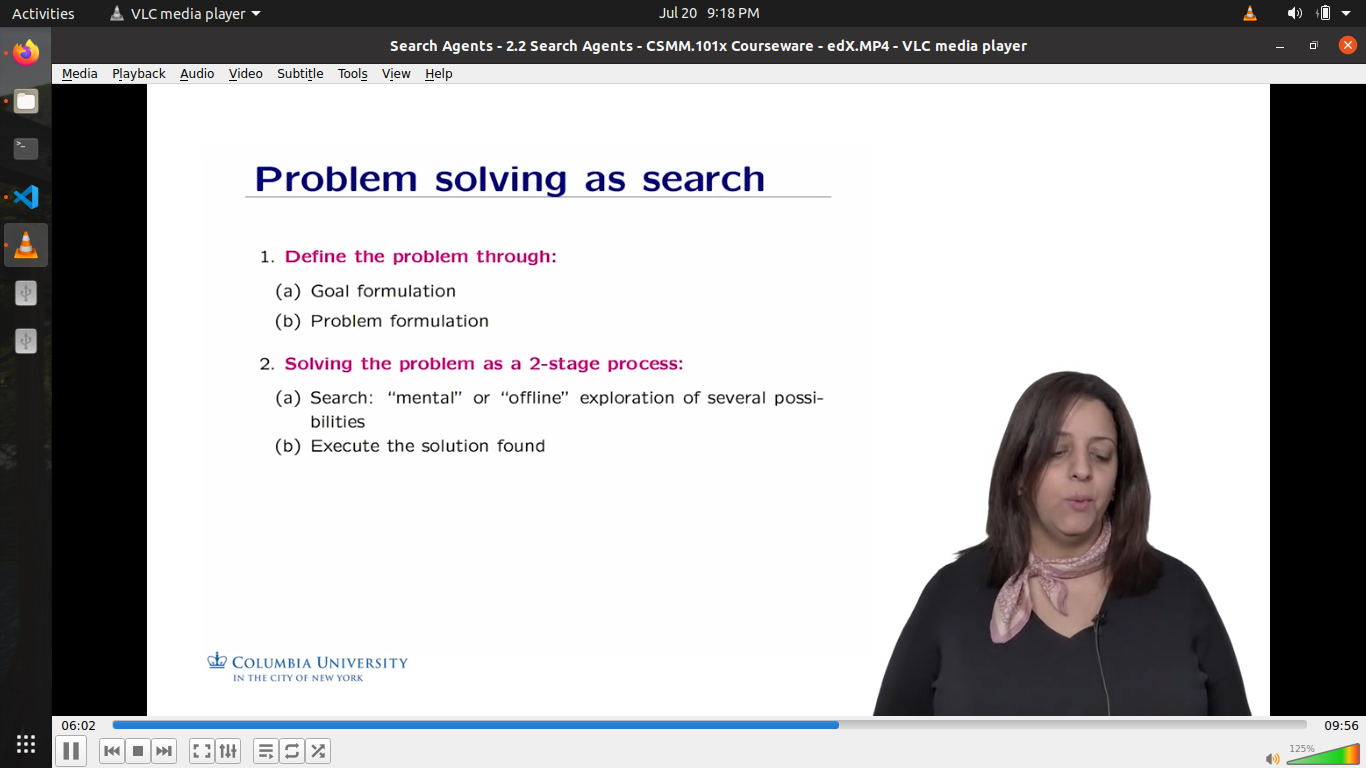 Activities VLC media player Jul 20 9:18 PM
Search Agents - 2.2 Search Agents - CSMM.101x Courseware - edX.MP4 - VLC media player
Media Playback Audio Video Subtitle Tools View Help
Problem solving as search
1. Define the problem through:
(a) Goal formulation
(b) Problem formulation
2. Solving the problem as a 2-stage process:
(a) Search: “mental” or “offline” exploration of several possi-
bilities
(b) Execute the solution found
COLUMBIA UNIVERSITY
IN THE CITY OF NEW YORK
06:02 09:56
125%